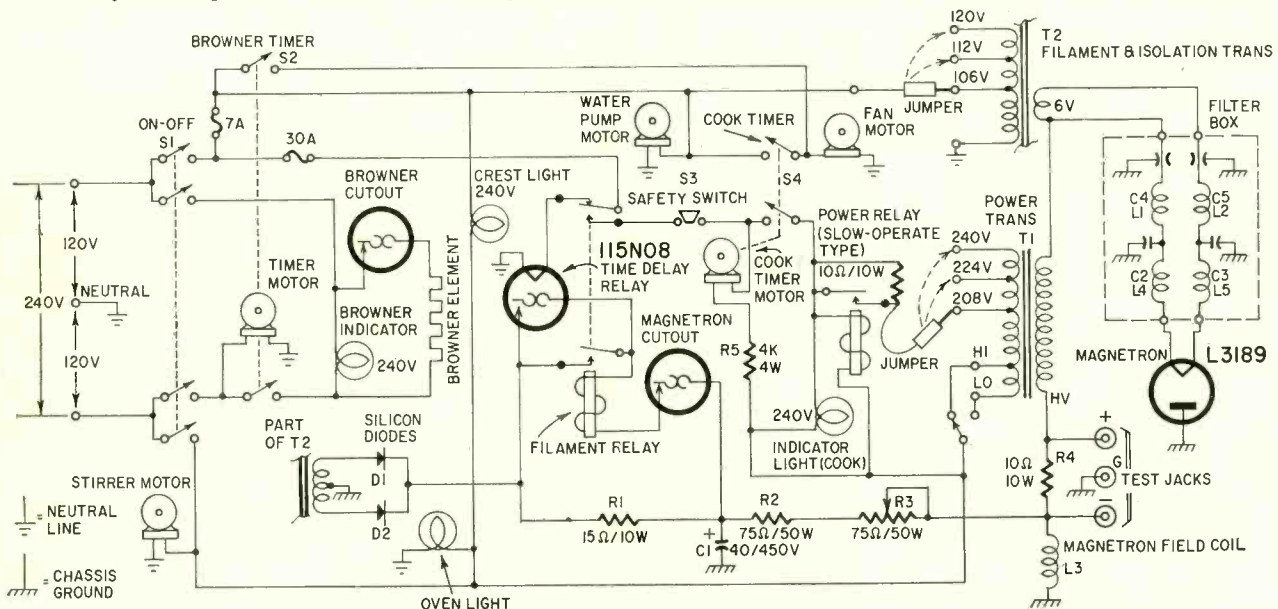 BROWNER TIMER
S2
120V
112V
106V
T2
FILAMENT & ISOLATION TRANS
JUMPER
6V
FILTER
BOX
ON-OFF
S1
7A
30A
WATER
PUMP
MOTOR
COOK TIMER
FAN
MOTOR
S3
S4
BROWNER
CUTOUT
CREST LIGHT
240V
SAFETY SWITCH
POWER RELAY
(SLOW-OPERATE
TYPE)
10Ω/10W
POWER
TRANS
T1
C4
L1
C5
L2
C2
L4
C3
L5
120V
240V
NEUTRAL
120V
TIMER
MOTOR
BROWNER
INDICATOR
240V
BROWNER ELEMENT
115N08
TIME DELAY
RELAY
COOK
TIMER
MOTOR
240V
224V
208V
JUMPER
MAGNETRON
CUTOUT
R5
4K
4W
HI
LO
HV
MAGNETRON
L3189
PART
OF T2
SILICON
DIODES
D1
D2
FILAMENT RELAY
240V
INDICATOR
LIGHT (COOK)
STIRRER MOTOR
R1
15Ω/10W
R2
75Ω/50W
R3
75Ω/50W
+
C1
40/450V
10Ω
10W
R4
+
G
−
TEST JACKS
MAGNETRON FIELD COIL
L3
=NEUTRAL
LINE
=CHASSIS
GROUND
OVEN LIGHT